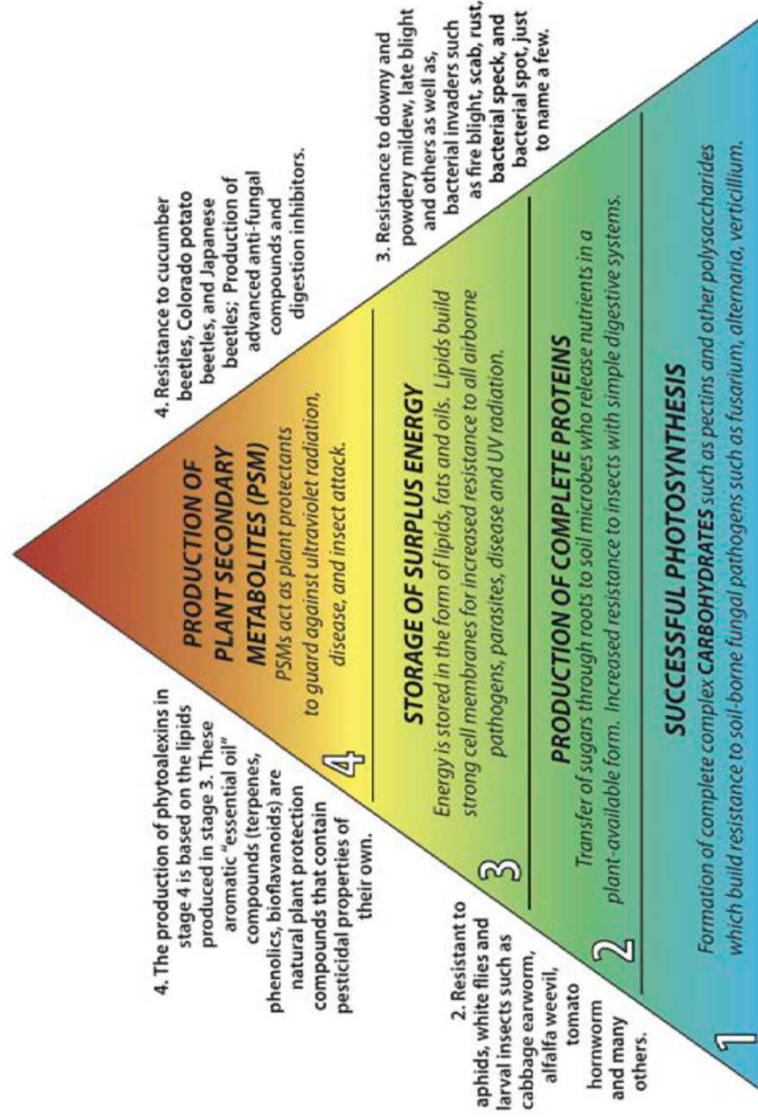 4. The production of phytoalexins in
stage 4 is based on the lipids
produced in stage 3. These
aromatic "essential oil"
compounds (terpenes,
phenolics, bioflavanoids) are
natural plant protection
compounds that contain
pesticidal properties of
their own.
4. Resistance to cucumber
beetles, Colorado potato
beetles, and Japanese
beetles; Production of
advanced anti-fungal
compounds and
digestion inhibitors.
PRODUCTION OF
PLANT SECONDARY
METABOLITES (PSM)
PSMs act as plant protectants
to guard against ultraviolet radiation,
disease, and insect attack.
4
3. Resistance to downy and
powdery mildew, late blight
and others as well as,
bacterial invaders such
as fire blight, scab, rust,
bacterial speck, and
bacterial spot, just
to name a few.
STORAGE OF SURPLUS ENERGY
Energy is stored in the form of lipids, fats and oils. Lipids build
strong cell membranes for increased resistance to all airborne
pathogens, parasites, disease and UV radiation.
3
2. Resistant to
aphids, white flies and
larval insects such as
cabbage earworm,
alfalfa weevil,
tomato
hornworm
and many
others.
PRODUCTION OF COMPLETE PROTEINS
Transfer of sugars through roots to soil microbes who release nutrients in a
plant-available form. Increased resistance to insects with simple digestive systems.
2
SUCCESSFUL PHOTOSYNTHESIS
Formation of complete complex CARBOHYDRATES such as pectins and other polysaccharides
which build resistance to soil-borne fungal pathogens such as fusarium, alternaria, verticillium.
1